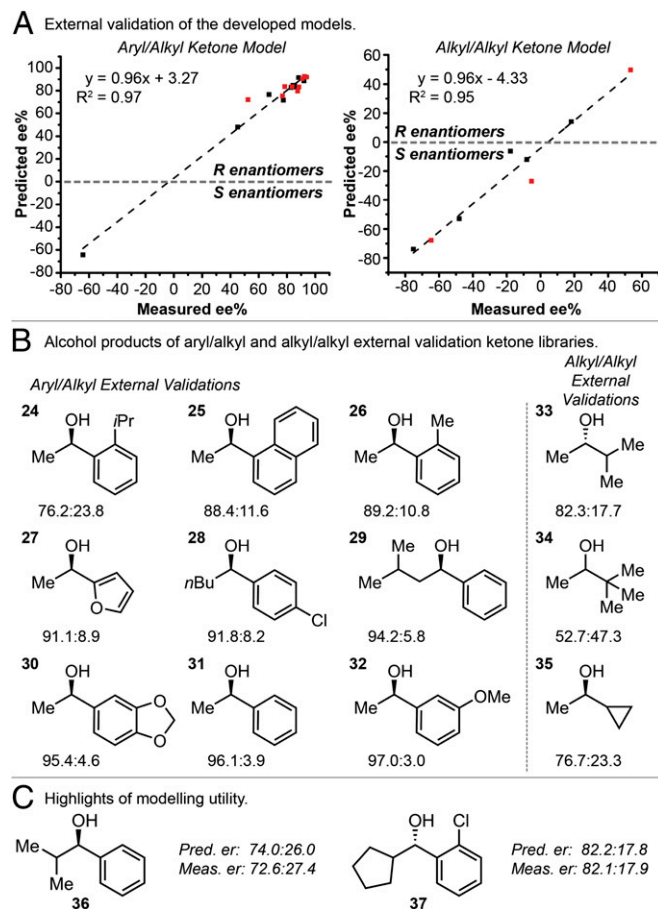 A External validation of the developed models.
Aryl/Alkyl Ketone Model
y = 0.96x + 3.27
R² = 0.97
R enantiomers
S enantiomers
Predicted ee%
100
80
60
40
20
0
-20
-40
-60
-80
-80 -60 -40 -20 0 20 40 60 80 100
Measured ee%
Alkyl/Alkyl Ketone Model
y = 0.96x - 4.33
R² = 0.95
R enantiomers
S enantiomers
Predicted ee%
60
40
20
0
-20
-40
-60
-80
-80 -60 -40 -20 0 20 40 60
Measured ee%
B Alcohol products of aryl/alkyl and alkyl/alkyl external validation ketone libraries.
Aryl/Alkyl External Validations
24
OH
iPr
Me
76.2:23.8
25
OH
Me
88.4:11.6
26
OH
Me
Me
89.2:10.8
27
OH
Me
O
91.1:8.9
28
OH
nBu
Cl
91.8:8.2
29
Me
OH
Me
94.2:5.8
30
OH
Me
O
O
95.4:4.6
31
OH
Me
96.1:3.9
32
OH
Me
OMe
97.0:3.0
Alkyl/Alkyl
External
Validations
33
OH
Me
Me
Me
82.3:17.7
34
OH
Me
Me
Me
Me
52.7:47.3
35
OH
Me
76.7:23.3
C Highlights of modelling utility.
OH
Me
Me
36
Pred. er: 74.0:26.0
Meas. er: 72.6:27.4
OH
Cl
37
Pred. er: 82.2:17.8
Meas. er: 82.1:17.9